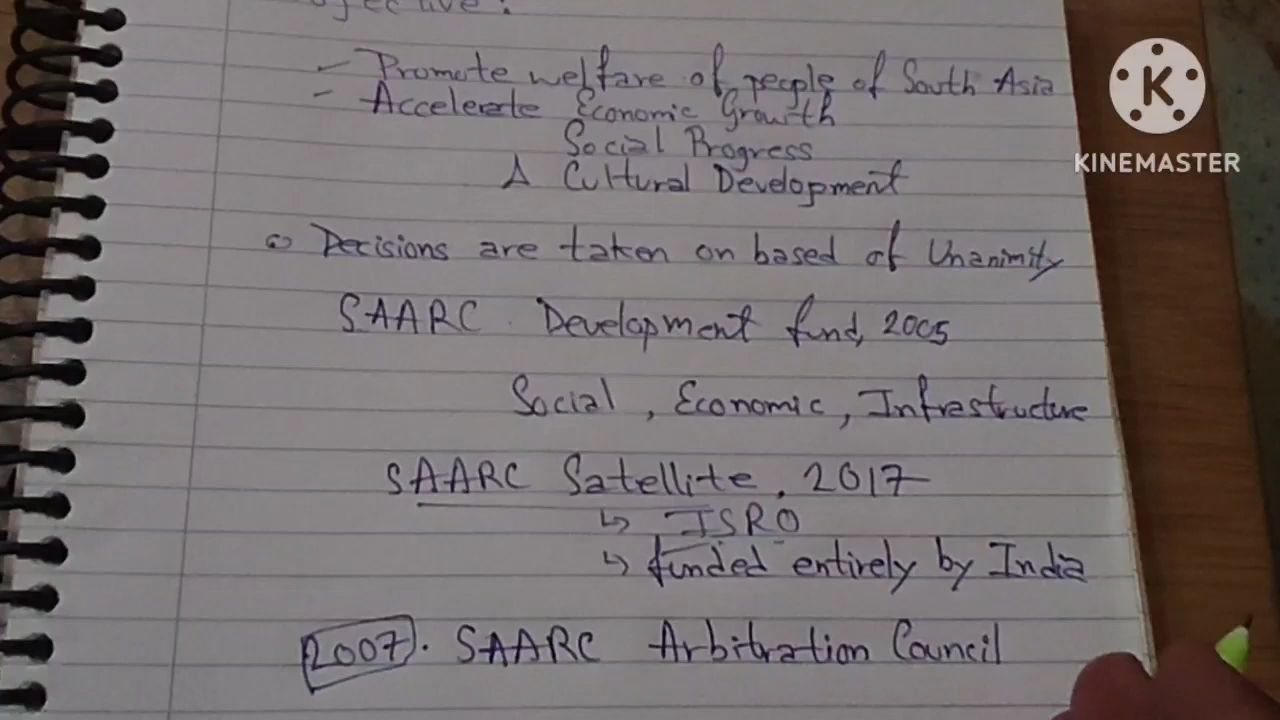 - Promote welfare of people of South Asia
- Accelerate Economic Growth
Social Progress
& Cultural Development
Decisions are taken on based of Unanimity
SAARC Development fund, 2005
Social, Economic, Infrastructure
SAARC Satellite, 2017
↳ ISRO
↳ funded entirely by India
2007. SAARC Arbitration Council
K
KINEMASTER